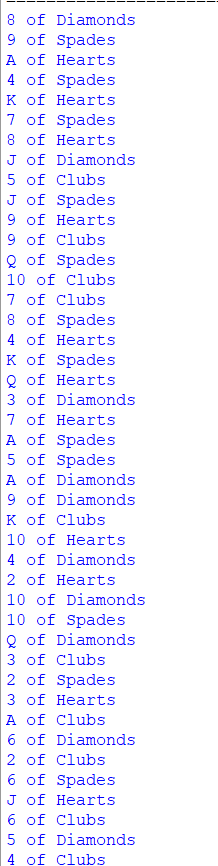 8 of Diamonds
9 of Spades
A of Hearts
4 of Spades
K of Hearts
7 of Spades
8 of Hearts
J of Diamonds
5 of Clubs
J of Spades
9 of Hearts
9 of Clubs
Q of Spades
10 of Clubs
7 of Clubs
8 of Spades
4 of Hearts
K of Spades
Q of Hearts
3 of Diamonds
7 of Hearts
A of Spades
5 of Spades
A of Diamonds
9 of Diamonds
K of Clubs
10 of Hearts
4 of Diamonds
2 of Hearts
10 of Diamonds
10 of Spades
Q of Diamonds
3 of Clubs
2 of Spades
3 of Hearts
A of Clubs
6 of Diamonds
2 of Clubs
6 of Spades
J of Hearts
6 of Clubs
5 of Diamonds
4 of Clubs